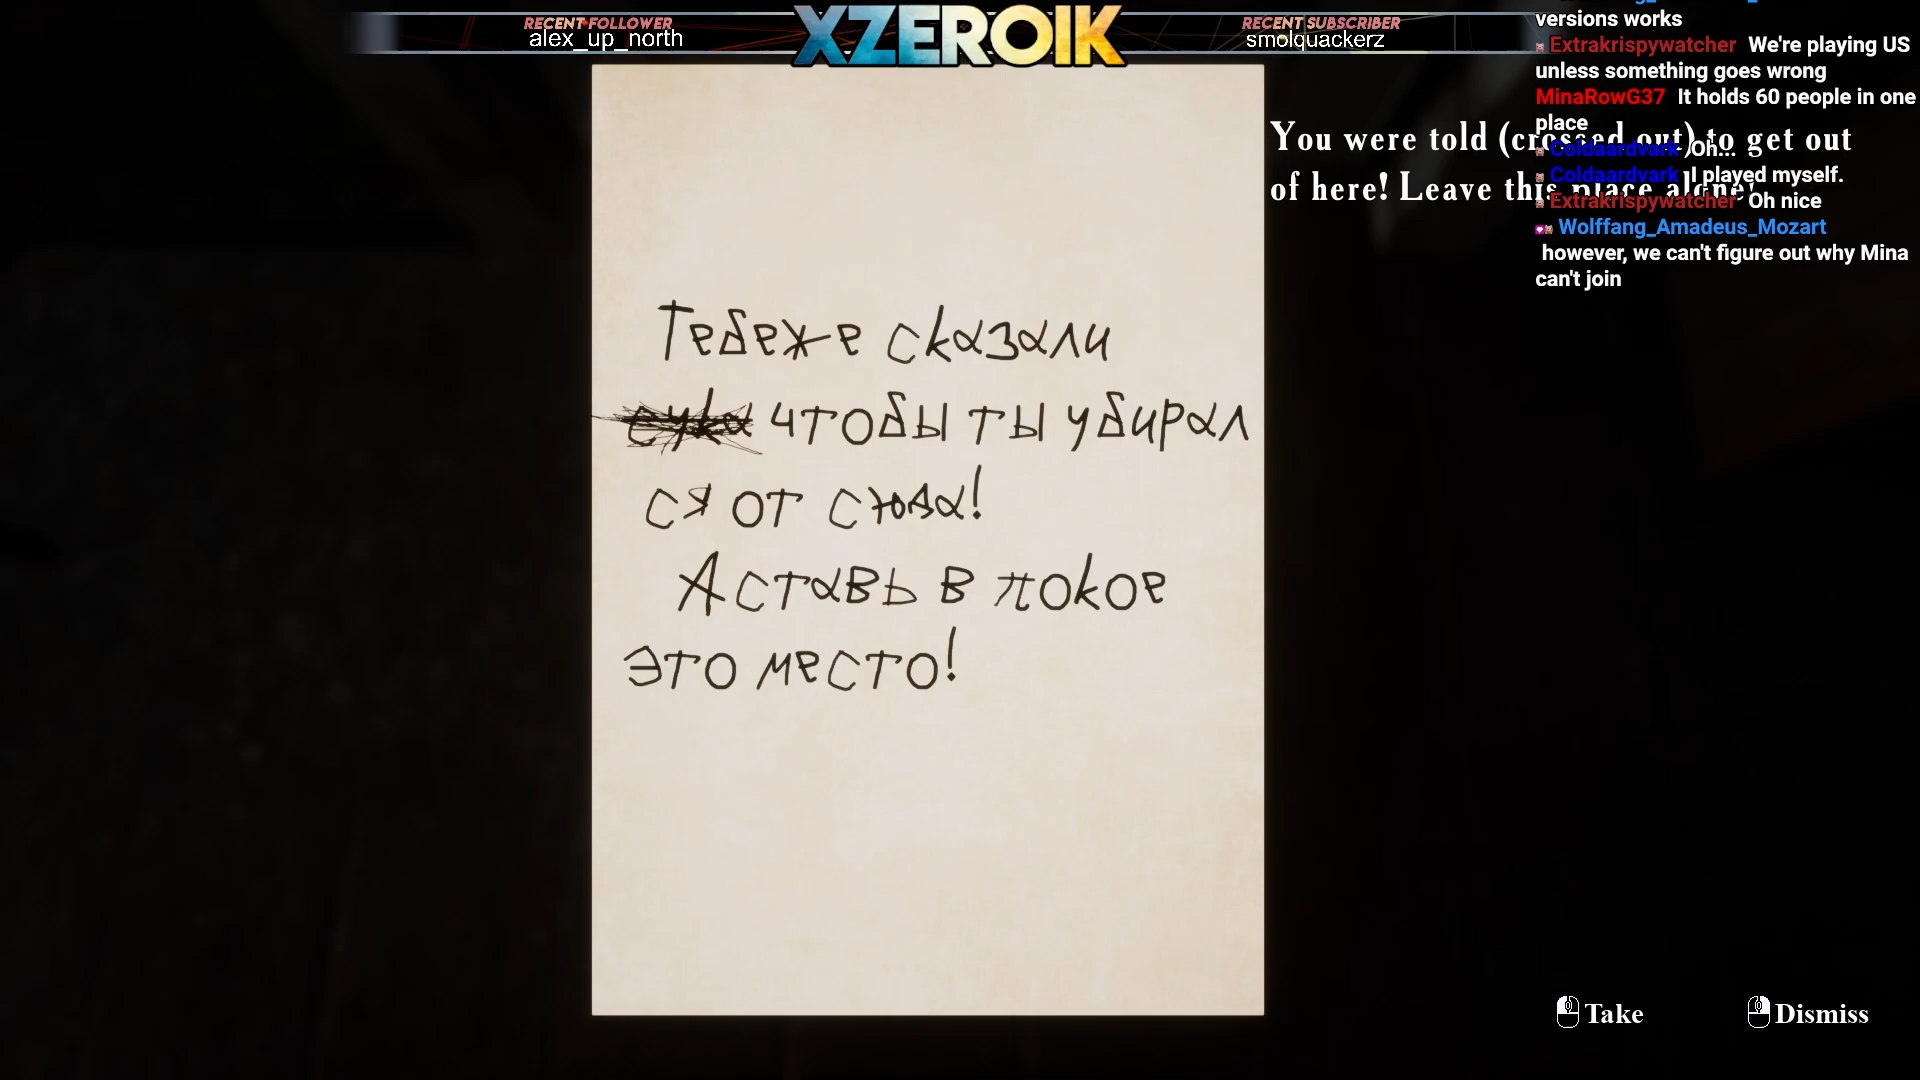 RECENT FOLLOWER
alex_up_north
XZEROIK
RECENT SUBSCRIBER
smolquackerz
versions works
Extrakrispywatcher We're playing US
unless something goes wrong
MinaRowG37 It holds 60 people in one
place
Coldaardvark Oh...
Coldaardvark I played myself.
Extrakrispywatcher Oh nice
Wolffang_Amadeus_Mozart
however, we can't figure out why Mina
can't join
You were told (crossed out) to get out
of here! Leave this place alone!
Тебеже сказали
сука чтобы ты убирал
ся от сюда!
Аставь в покое
это место!
Take
Dismiss